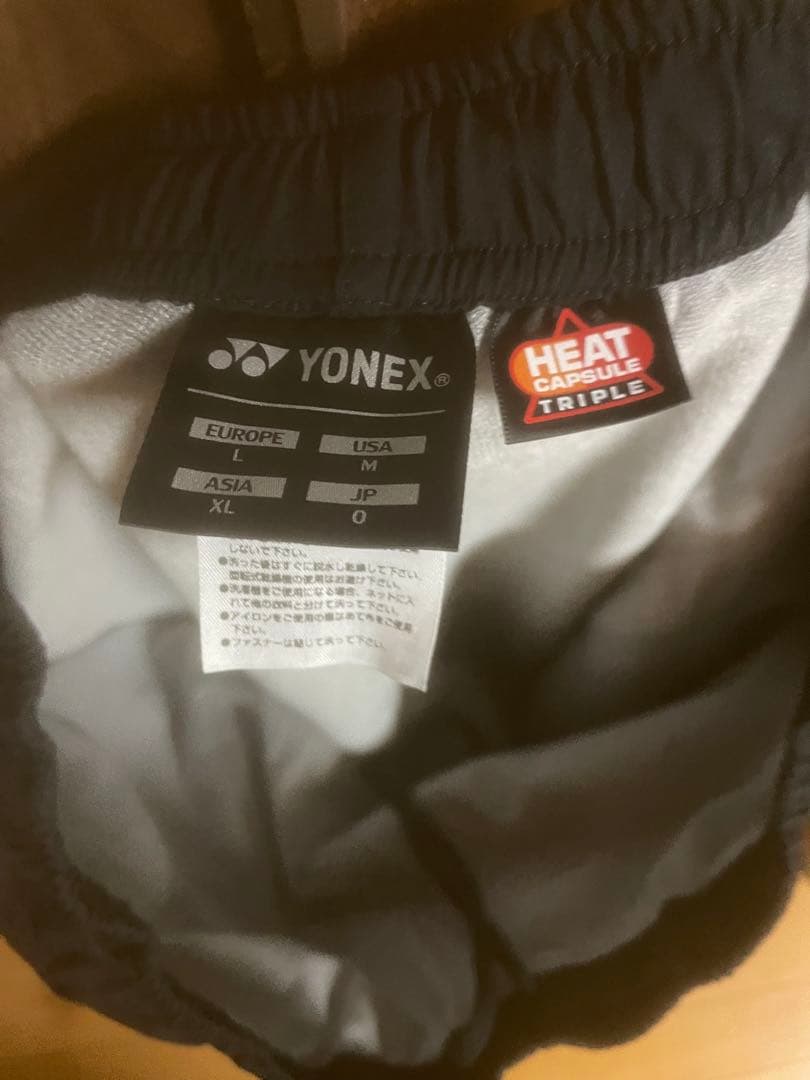 YONEX®
EUROPE
L
USA
M
ASIA
XL
JP
O
HEAT
CAPSULE
TRIPLE
しないで下さい。
●洗った後はすぐに脱水し乾燥して下さい。
回転式乾燥機の使用はお避け下さい。
●洗濯機をご使用になる場合、ネットに入
れて他の衣料と分けて洗って下さい。
●アイロンをご使用の際はあて布をご使用
下さい。
●ファスナーは閉じて洗って下さい。